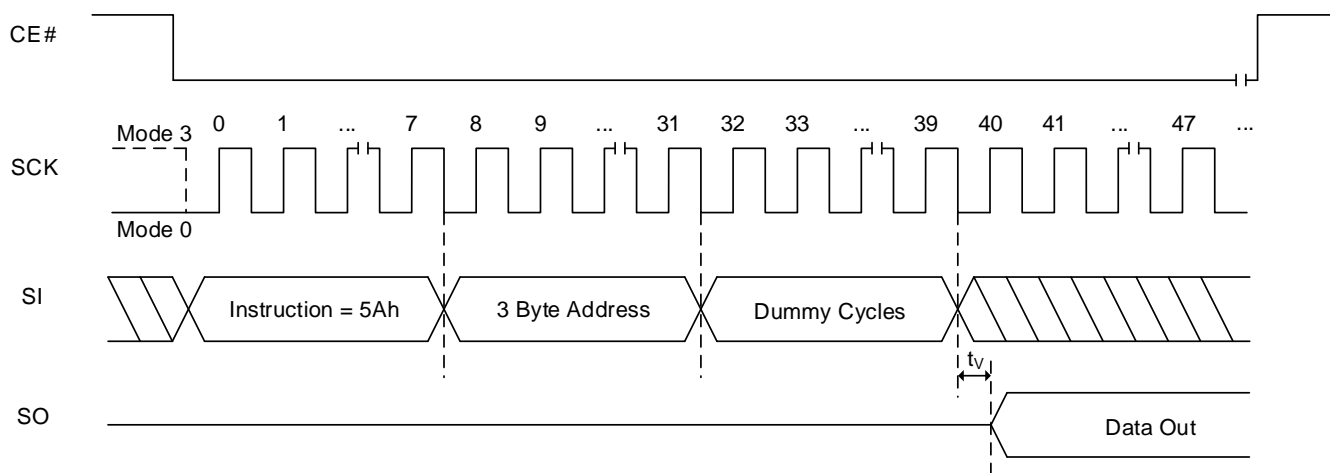 CE#
0 1 ... 7 8 9 ... 31 32 33 ... 39 40 41 ... 47 ...
Mode 3
SCK
Mode 0
SI Instruction = 5Ah 3 Byte Address Dummy Cycles
tV
SO Data Out